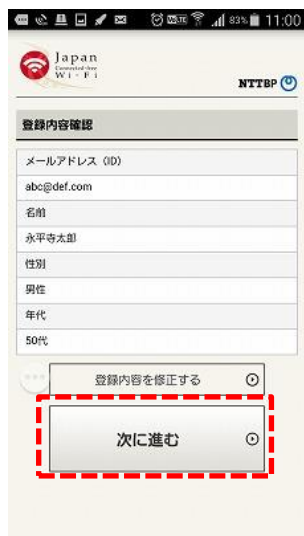 83% 11:00
Japan
Connected-free
Wi-Fi
NTTBP
登録内容確認
メールアドレス (ID)
abc@def.com
名前
永平寺太郎
性別
男性
年代
50代
登録内容を修正する
次に進む